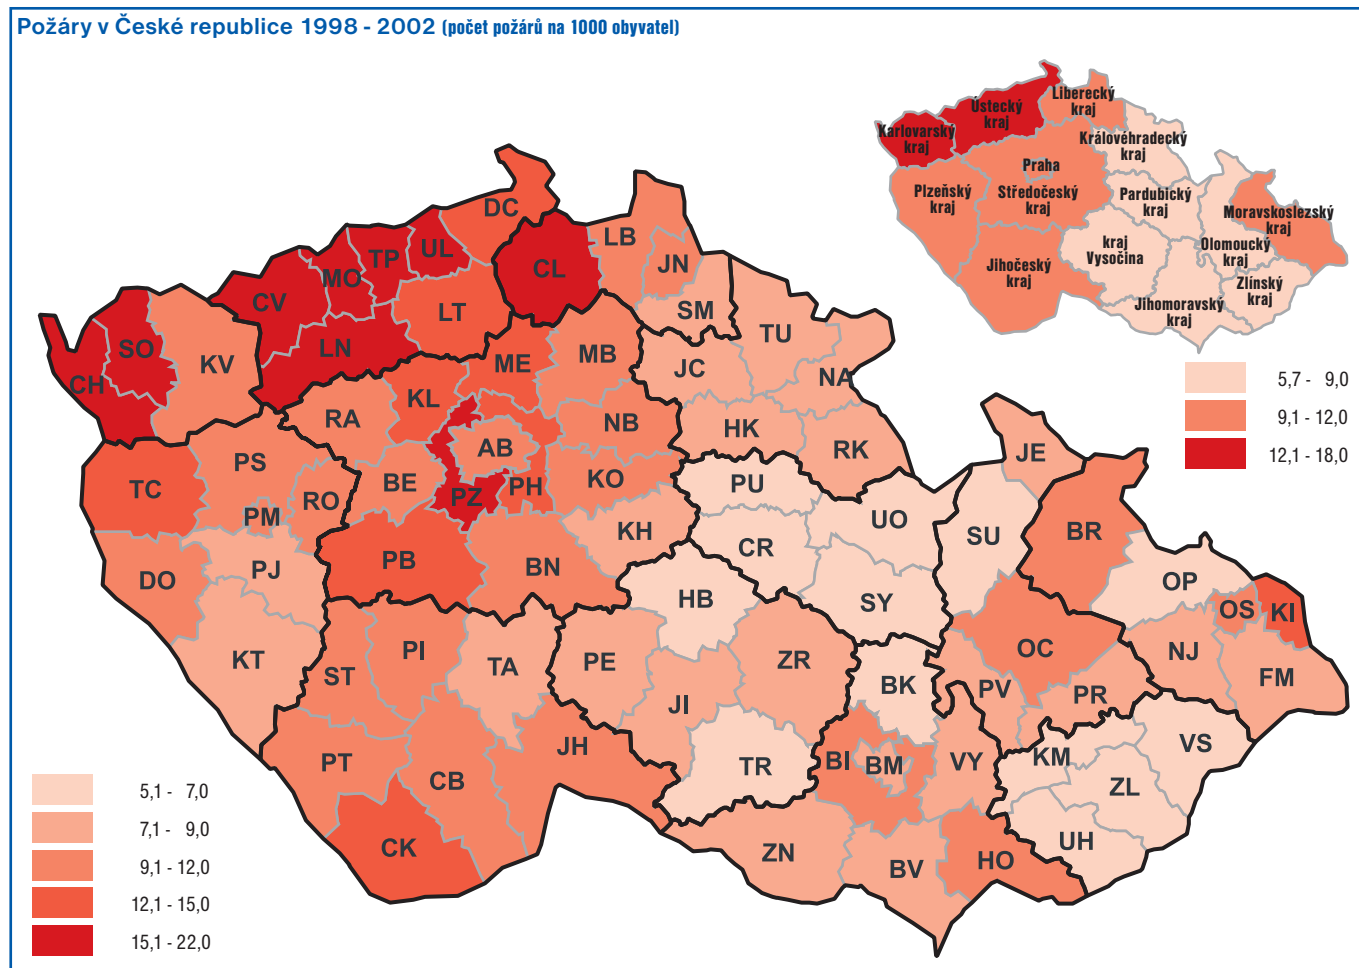 Požáry v České republice 1998 - 2002 (počet požárů na 1000 obyvatel)
Karlovarský
kraj
Ústecký
kraj
Liberecký
kraj
Královéhradecký
kraj
Praha
Středočeský
kraj
Plzeňský
kraj
Pardubický
kraj
Moravskoslezský
kraj
kraj
Vysočina
Olomoucký
kraj
Jihočeský
kraj
Zlínský
kraj
Jihomoravský
kraj
5,7 - 9,0
9,1 - 12,0
12,1 - 18,0
DC
UL
TP
MO
CV
CL
LB
JN
SM
LT
LN
SO
CH
KV
TU
ME
MB
JC
NA
KL
RA
NB
HK
RK
AB
PS
BE
KO
JE
TC
RO
PZ
PH
PU
PM
KH
UO
BR
CR
SU
DO
PJ
PB
BN
OP
HB
SY
OS
KI
KT
ST
PI
TA
PE
ZR
OC
NJ
FM
BK
PV
PR
JI
JH
KM
VS
PT
CB
TR
BI
BM
VY
ZL
CK
ZN
BV
HO
UH
5,1 - 7,0
7,1 - 9,0
9,1 - 12,0
12,1 - 15,0
15,1 - 22,0